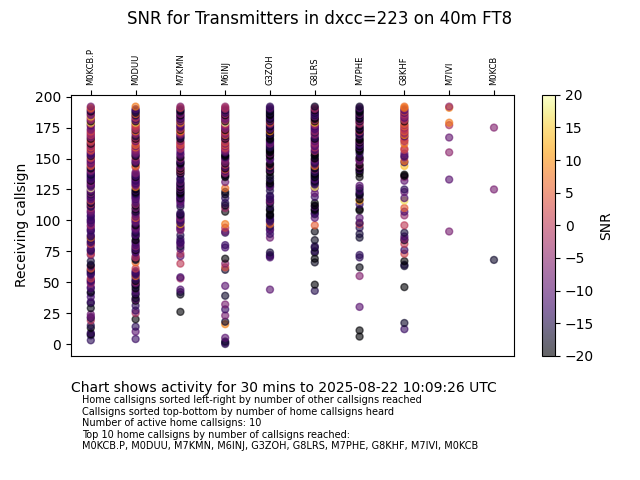 SNR for Transmitters in dxcc=223 on 40m FT8
M0KCB.P M0DUU M7KMN M6INJ G3ZOH G8LRS M7PHE G8KHF M7IVI M0KCB
200
175
150
125
100
75
50
25
0
Receiving callsign
20
15
10
5
0
−5
−10
−15
−20
SNR
Chart shows activity for 30 mins to 2025-08-22 10:09:26 UTC
Home callsigns sorted left-right by number of other callsigns reached
Callsigns sorted top-bottom by number of home callsigns heard
Number of active home callsigns: 10
Top 10 home callsigns by number of callsigns reached:
M0KCB.P, M0DUU, M7KMN, M6INJ, G3ZOH, G8LRS, M7PHE, G8KHF, M7IVI, M0KCB